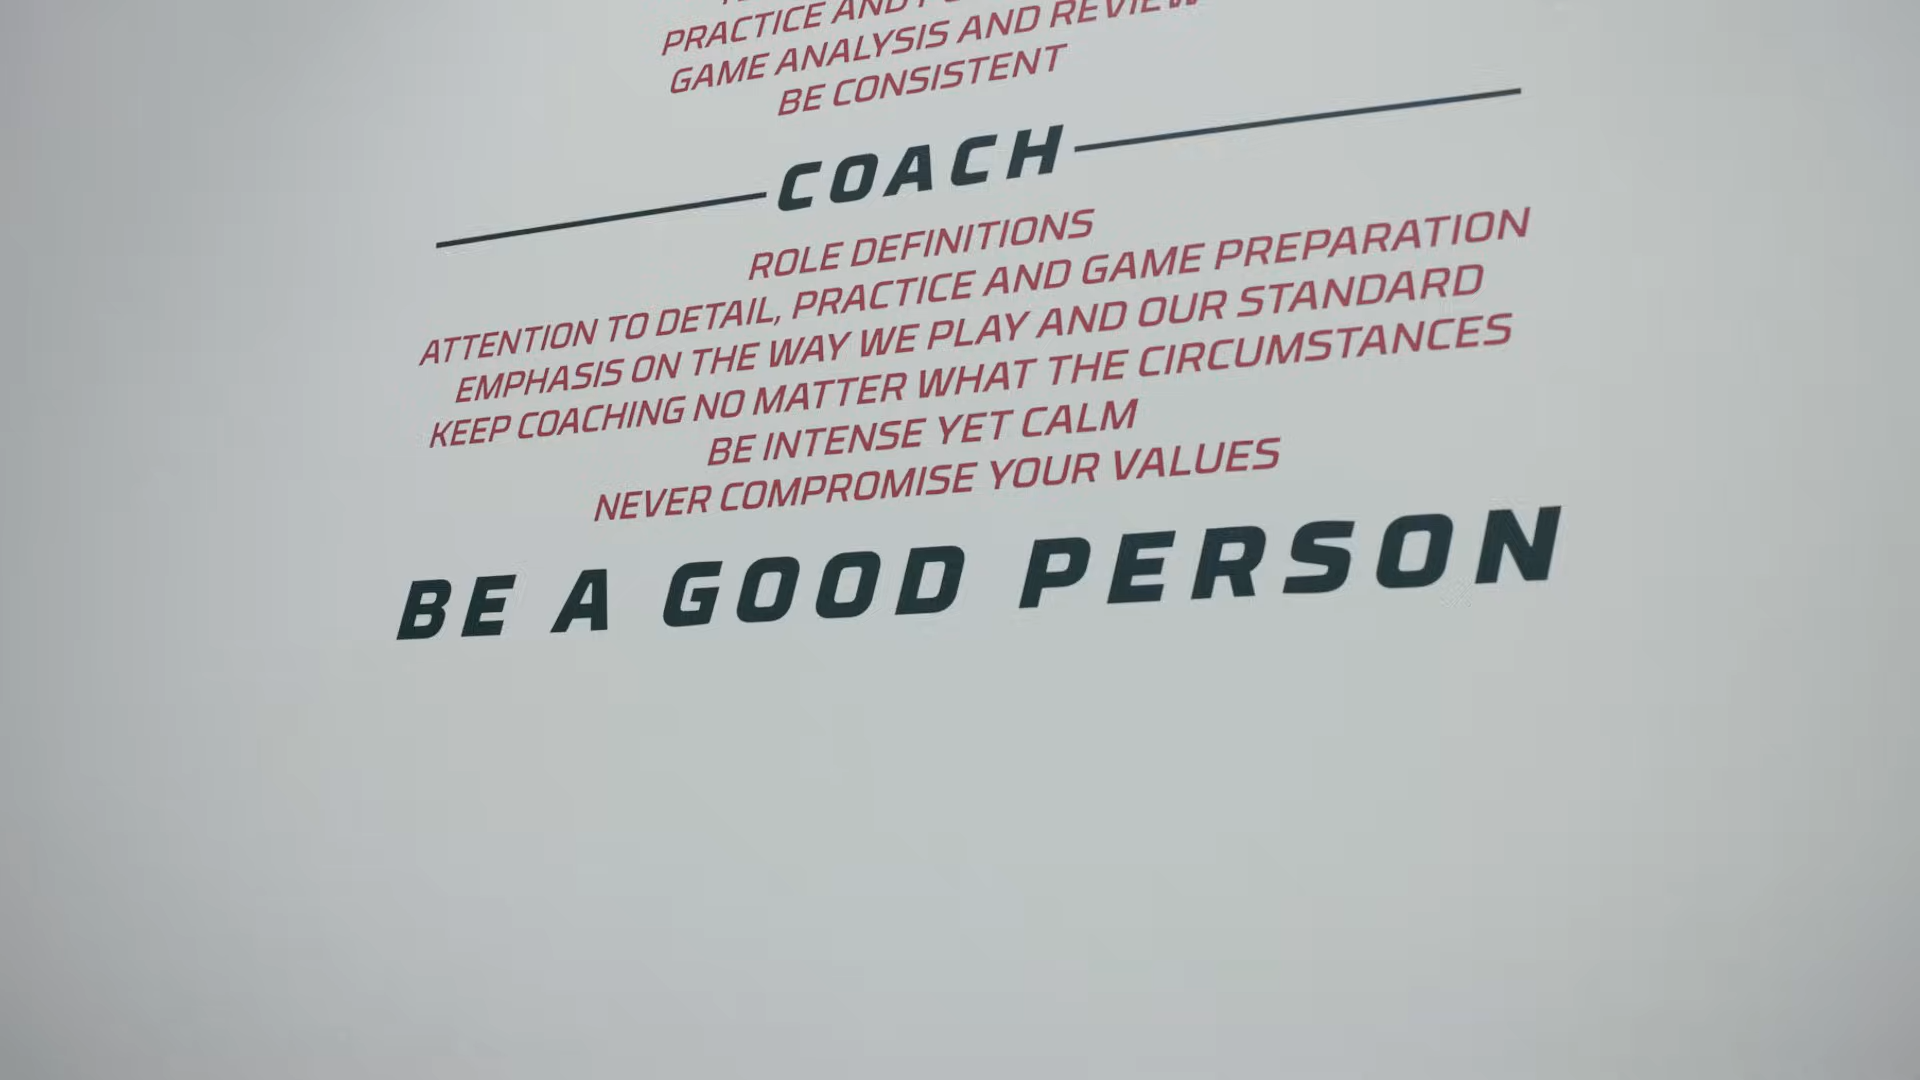 PRACTICE AND
GAME ANALYSIS AND REVIEW
BE CONSISTENT
COACH
ROLE DEFINITIONS
ATTENTION TO DETAIL, PRACTICE AND GAME PREPARATION
EMPHASIS ON THE WAY WE PLAY AND OUR STANDARD
KEEP COACHING NO MATTER WHAT THE CIRCUMSTANCES
BE INTENSE YET CALM
NEVER COMPROMISE YOUR VALUES
BE A GOOD PERSON